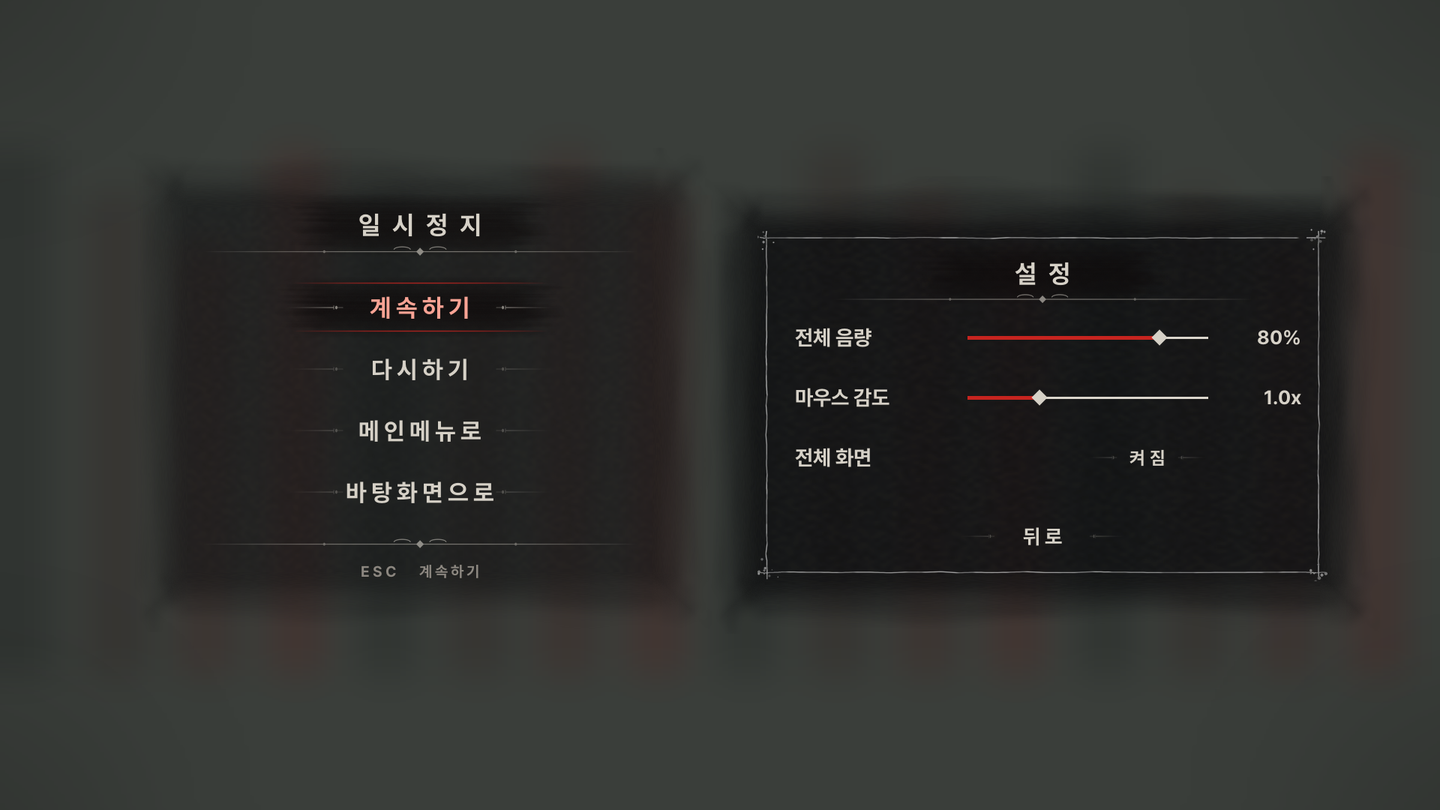 일시정지
계속하기
다시하기
메인메뉴로
바탕화면으로
ESC 계속하기
설정
전체 음량 80%
마우스 감도 1.0x
전체 화면 켜짐
뒤로